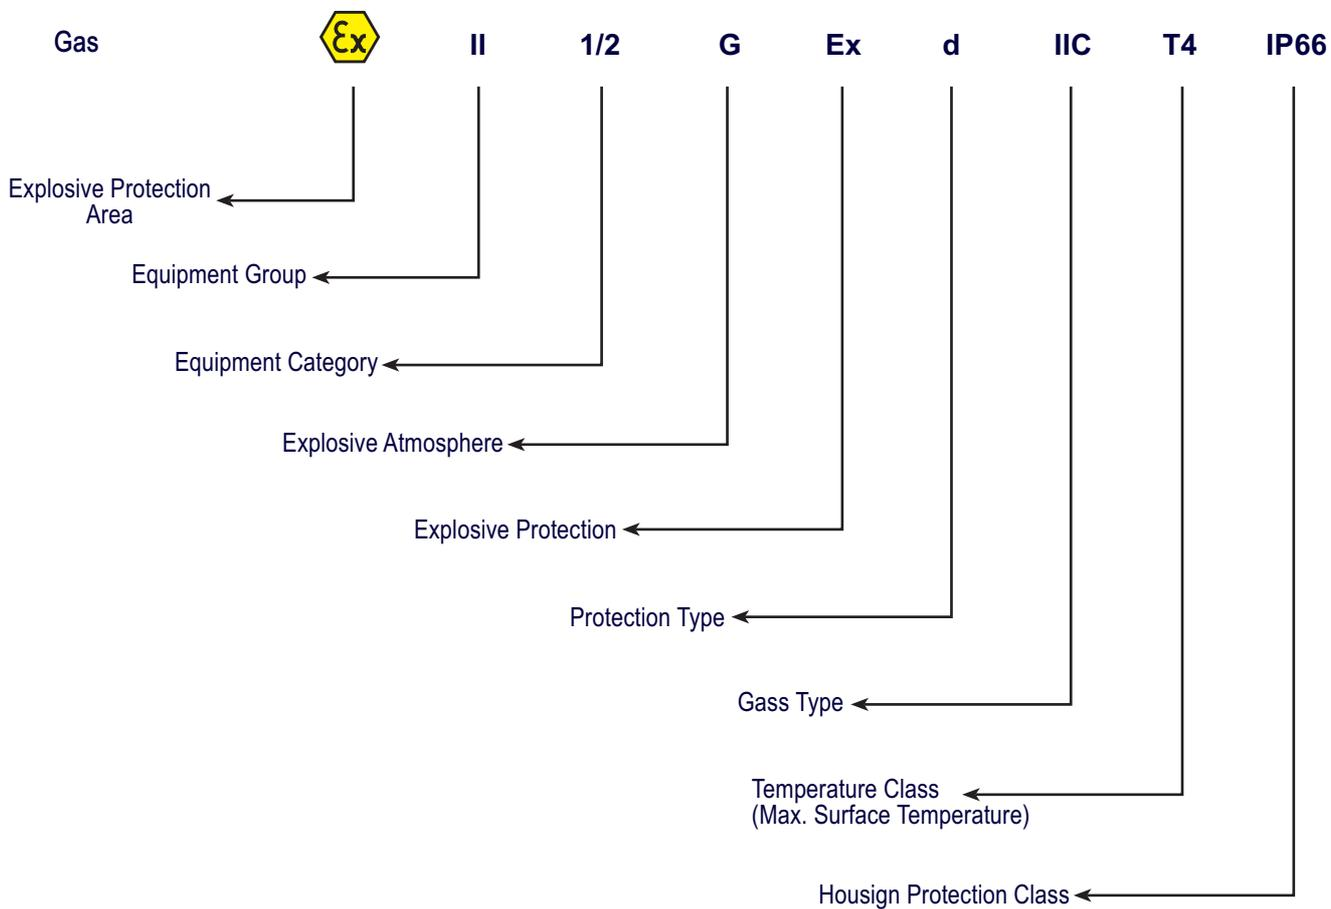 Gas Ex II 1/2 G Ex d IIC T4 IP66
Explosive Protection
Area
Equipment Group
Equipment Category
Explosive Atmosphere
Explosive Protection
Protection Type
Gass Type
Temperature Class
(Max. Surface Temperature)
Housign Protection Class